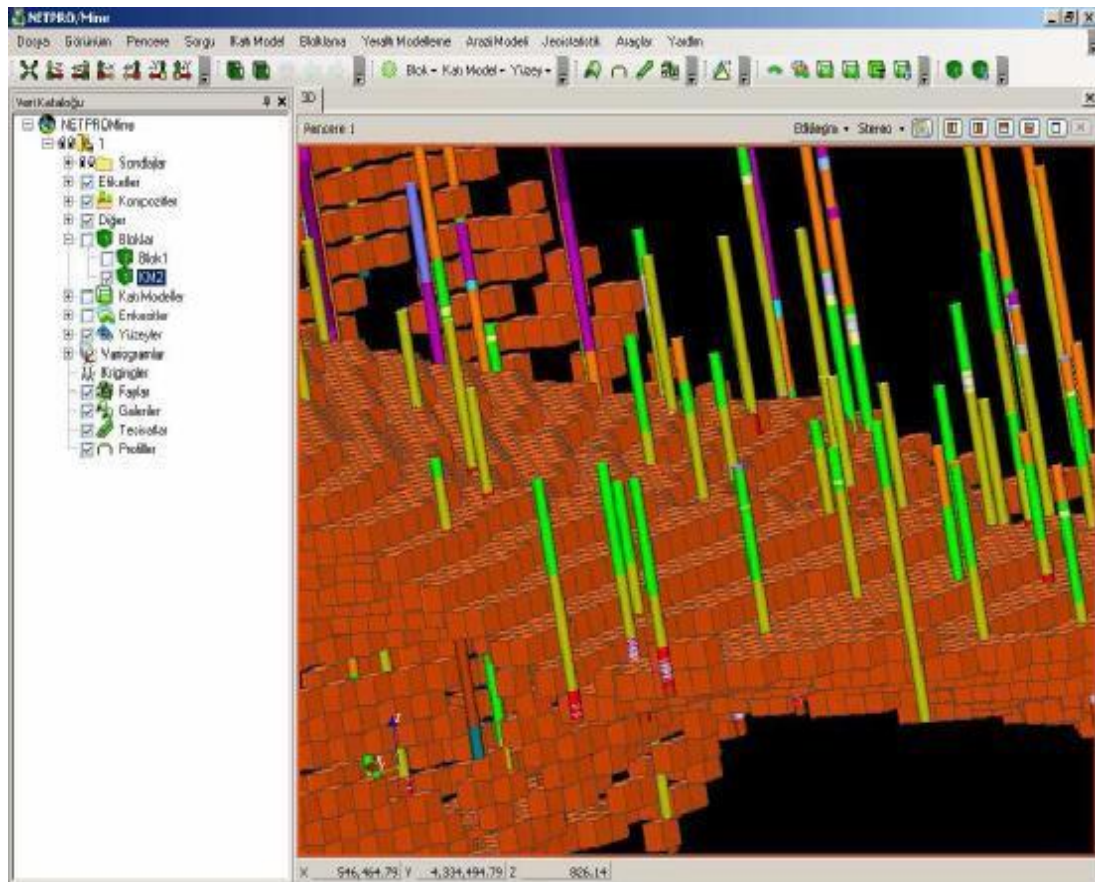 NETPRO/Mine
Dosya Görünüm Pencere Sorgu Katı Model Bloklama Yeraltı Modelleme Arazi Modeli Jeoistatistik Araçlar Yardım
Blok Katı Model Yüzey
Veri Kataloğu
3D
NETPROMine
Pencere 1
Etkileşim Stereo
1
Sondajlar
Etiketler
Kompozitler
Diğer
Bloklar
Blok1
KM2
Katı Modeller
Enkesitler
Yüzeyler
Variogramlar
Krigingler
Faylar
Galeriler
Tesisatlar
Profiller
X 546,464.79 Y 4,334,494.79 Z 826.14